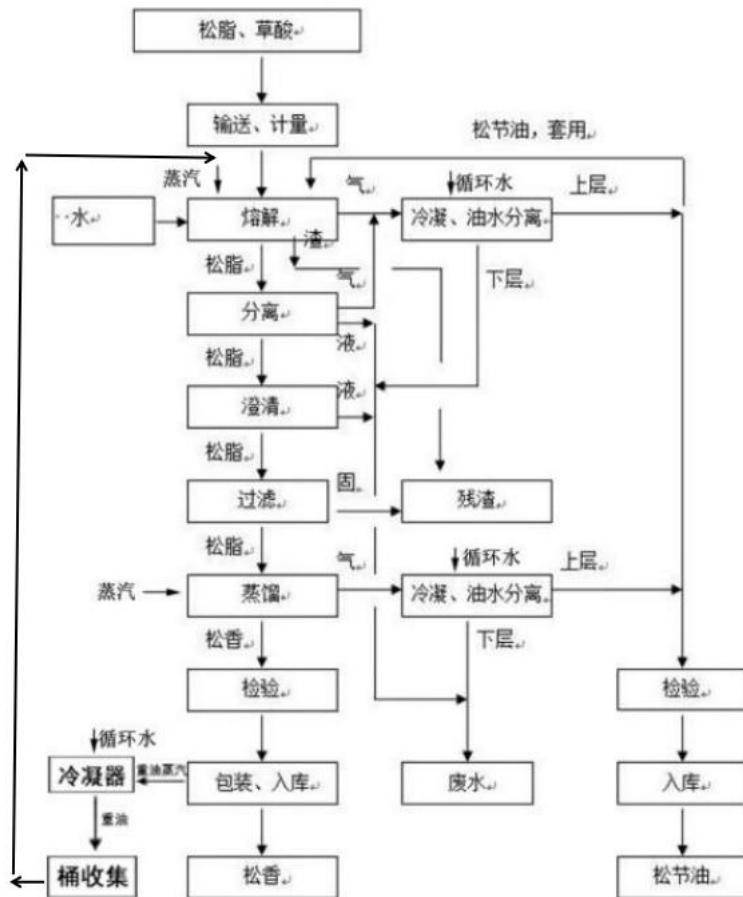 松脂、草酸
输送、计量
松节油，套用
蒸汽
气
循环水
上层
水
熔解
冷凝、油水分离
渣
松脂
气
下层
分离
液
松脂
液
澄清
松脂
固
过滤
残渣
松脂
气
循环水
上层
蒸汽
蒸馏
冷凝、油水分离
松香
下层
检验
检验
循环水
冷凝器
重油蒸汽
包装、入库
废水
入库
重油
桶收集
松香
松节油